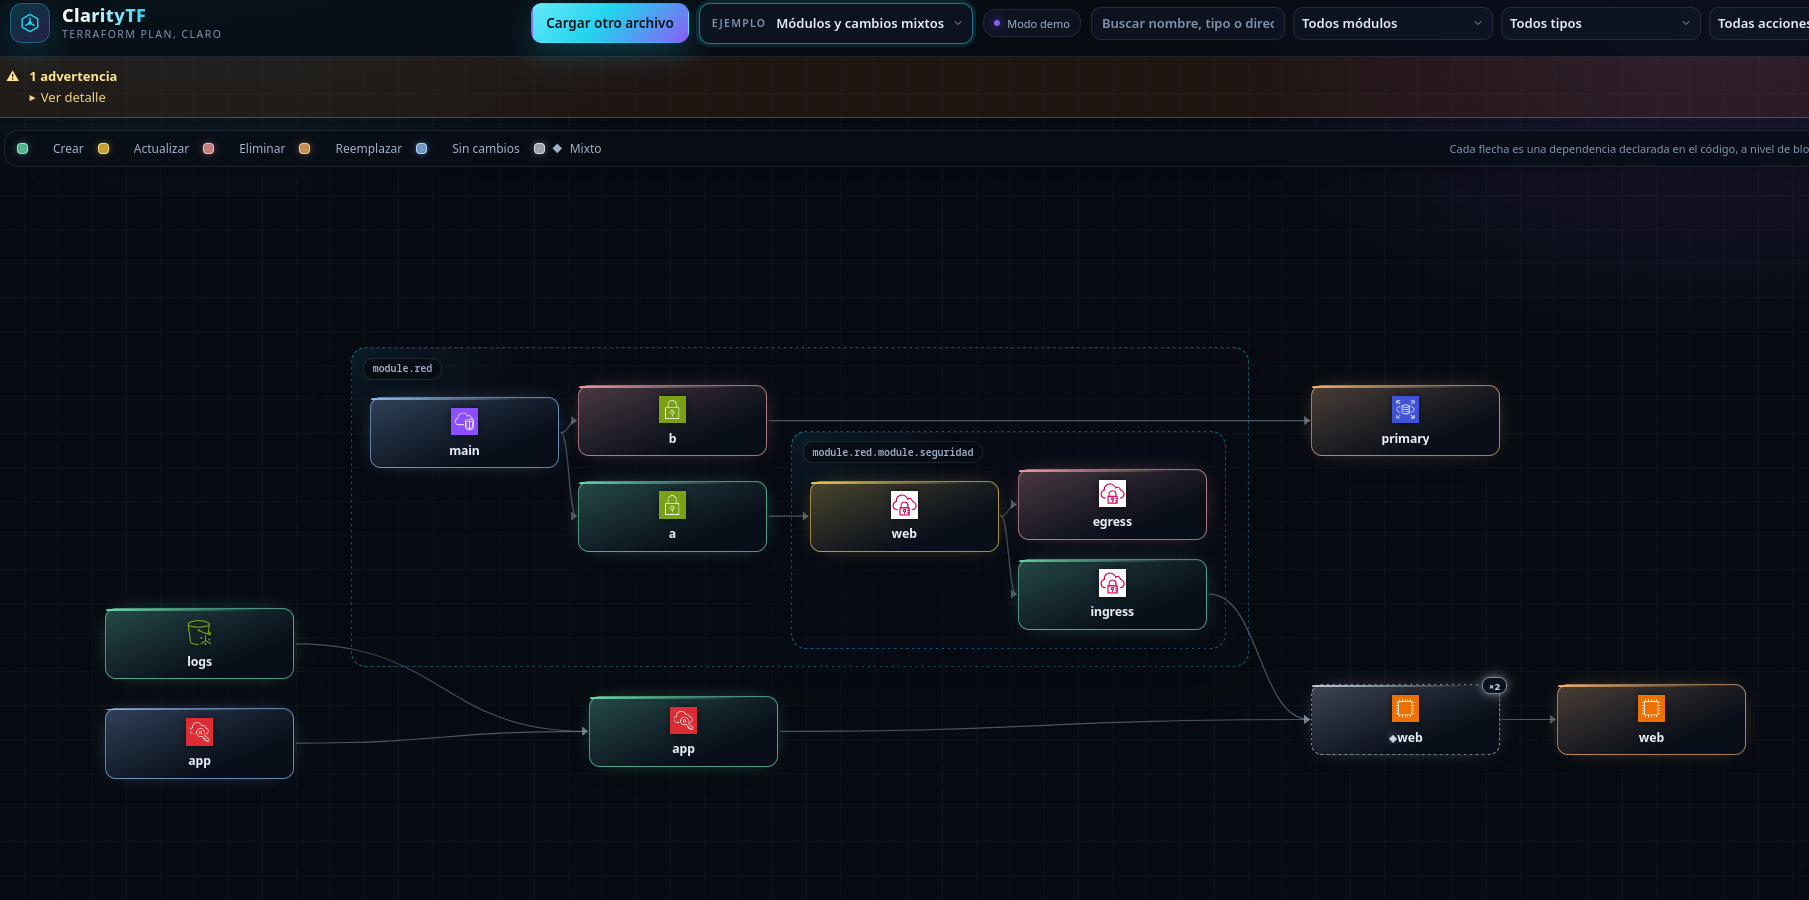 ClarityTF
TERRAFORM PLAN, CLARO
Cargar otro archivo
EJEMPLO Módulos y cambios mixtos
Modo demo
Buscar nombre, tipo o direc
Todos módulos
Todos tipos
Todas acciones
1 advertencia
▸ Ver detalle
Crear
Actualizar
Eliminar
Reemplazar
Sin cambios
◆ Mixto
Cada flecha es una dependencia declarada en el código, a nivel de blo
module.red
main
b
primary
module.red.module.seguridad
a
web
egress
ingress
logs
app
app
×2
◆web
web